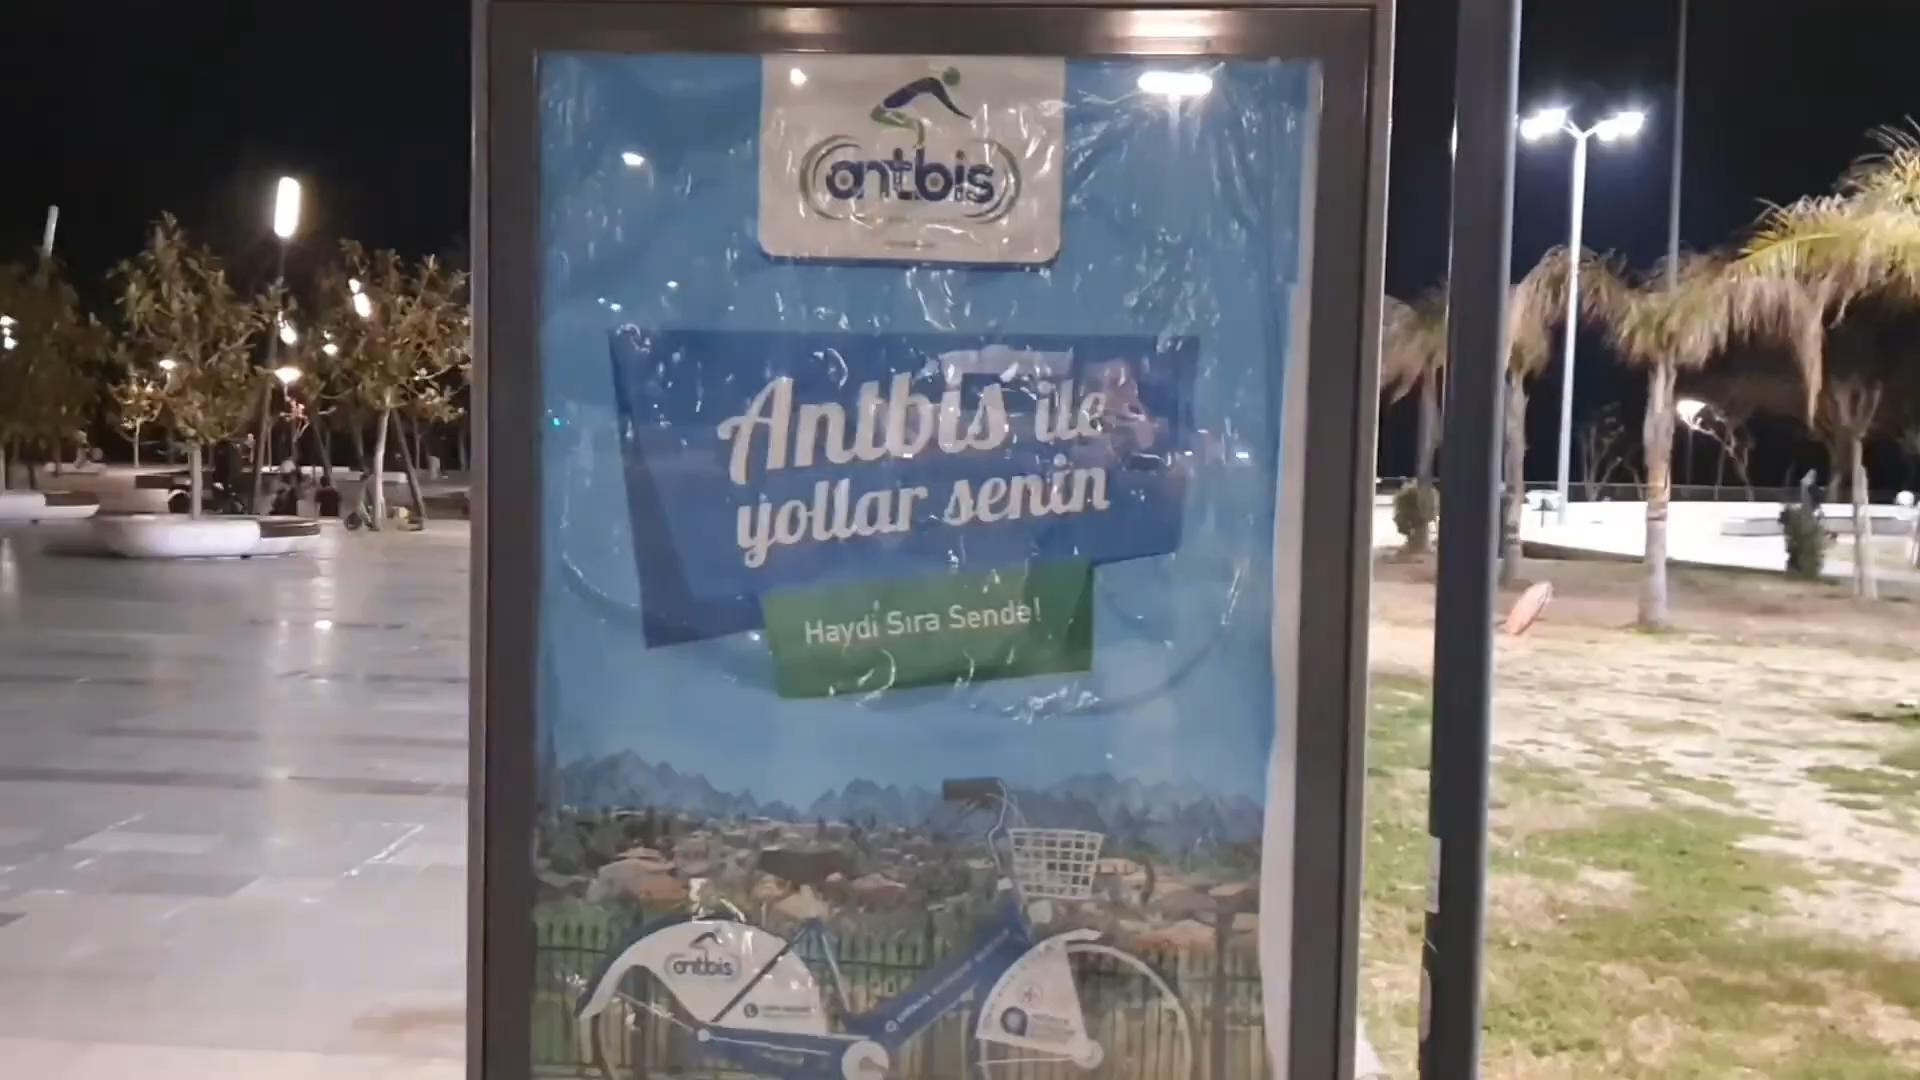 antbis
Antbis ile
yollar senin
Haydi Sıra Sende!
antbis